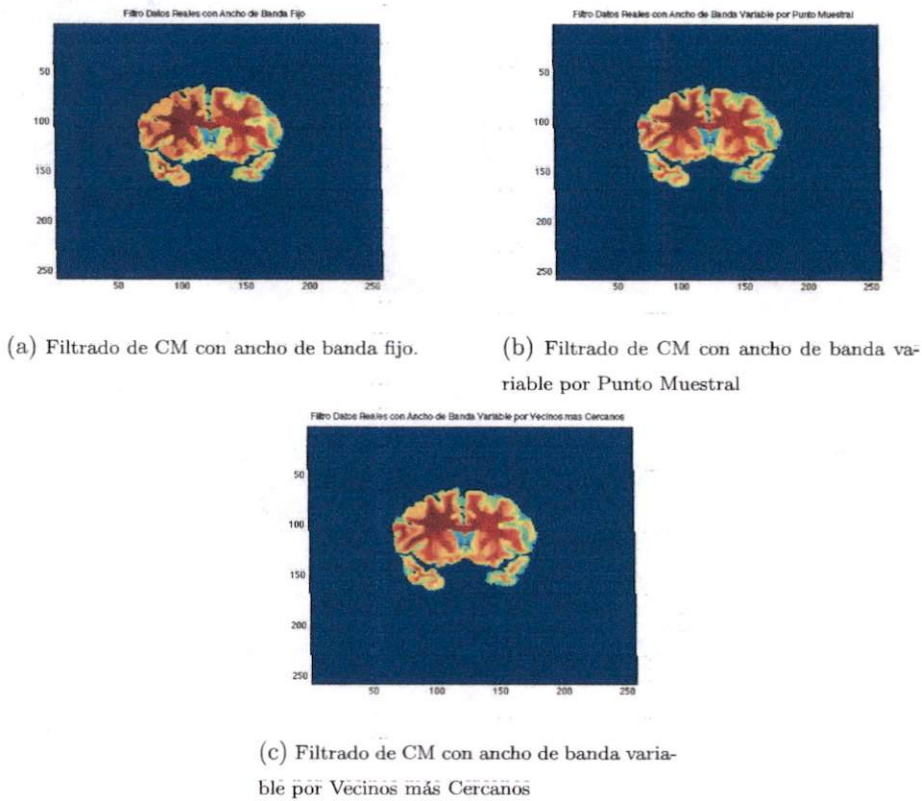 Filtro Datos Reales con Ancho de Banda Fijo
50
100
150
200
250
50 100 150 200 250
(a) Filtrado de CM con ancho de banda fijo.
Filtro Datos Reales con Ancho de Banda Variable por Punto Muestral
50
100
150
200
250
50 100 150 200 250
(b) Filtrado de CM con ancho de banda va-
riable por Punto Muestral
Filtro Datos Reales con Ancho de Banda Variable por Vecinos mas Cercanos
50
100
150
200
250
50 100 150 200 250
(c) Filtrado de CM con ancho de banda varia-
ble por Vecinos más Cercanos